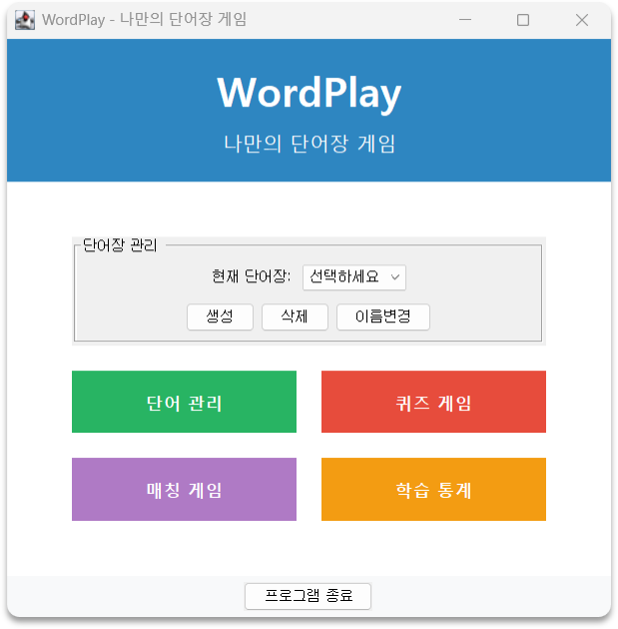 WordPlay - 나만의 단어장 게임
WordPlay
나만의 단어장 게임
단어장 관리
현재 단어장: 선택하세요
생성 삭제 이름변경
단어 관리 퀴즈 게임
매칭 게임 학습 통계
프로그램 종료